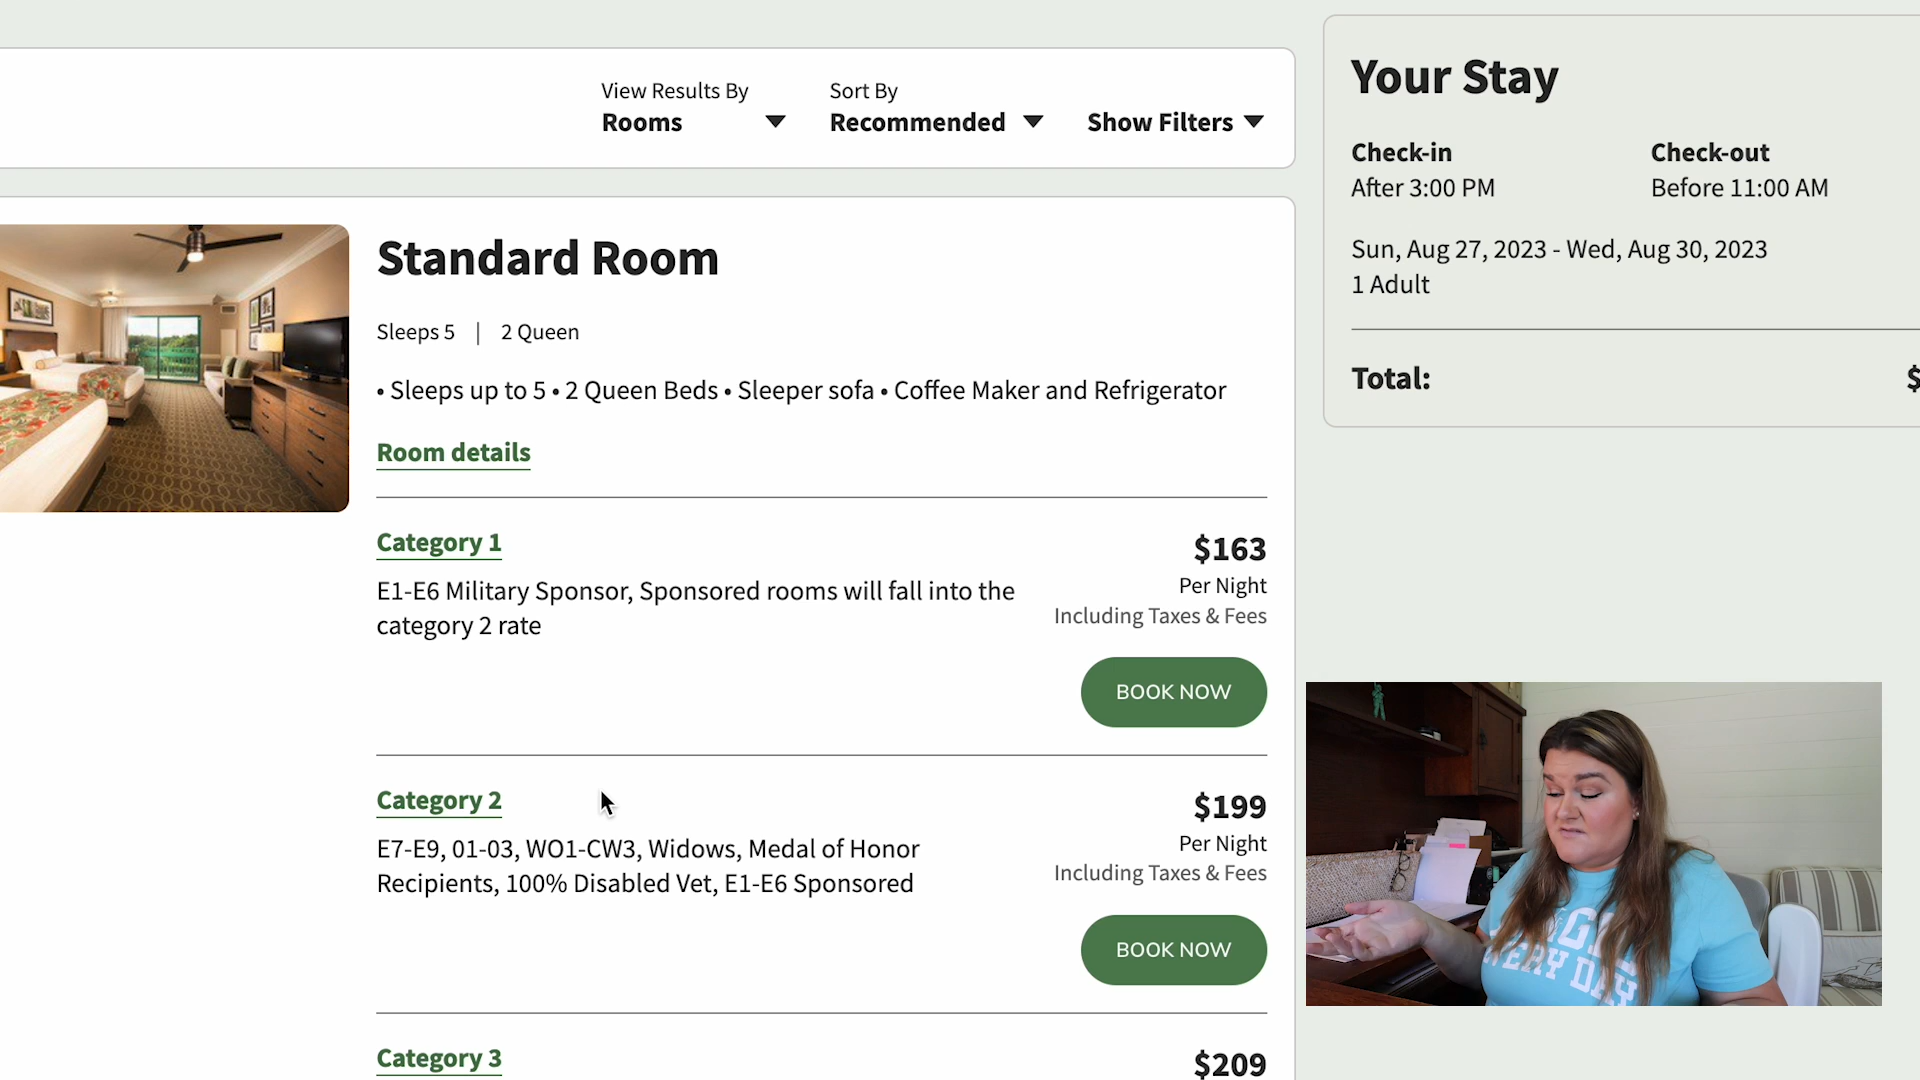 View Results By
Rooms
Sort By
Recommended
Show Filters
Your Stay
Check-in
After 3:00 PM
Check-out
Before 11:00 AM
Sun, Aug 27, 2023 - Wed, Aug 30, 2023
1 Adult
Total:
$
Standard Room
Sleeps 5 | 2 Queen
• Sleeps up to 5 • 2 Queen Beds • Sleeper sofa • Coffee Maker and Refrigerator
Room details
Category 1
E1-E6 Military Sponsor, Sponsored rooms will fall into the
category 2 rate
$163
Per Night
Including Taxes & Fees
BOOK NOW
Category 2
E7-E9, 01-03, WO1-CW3, Widows, Medal of Honor
Recipients, 100% Disabled Vet, E1-E6 Sponsored
$199
Per Night
Including Taxes & Fees
BOOK NOW
Category 3
$209